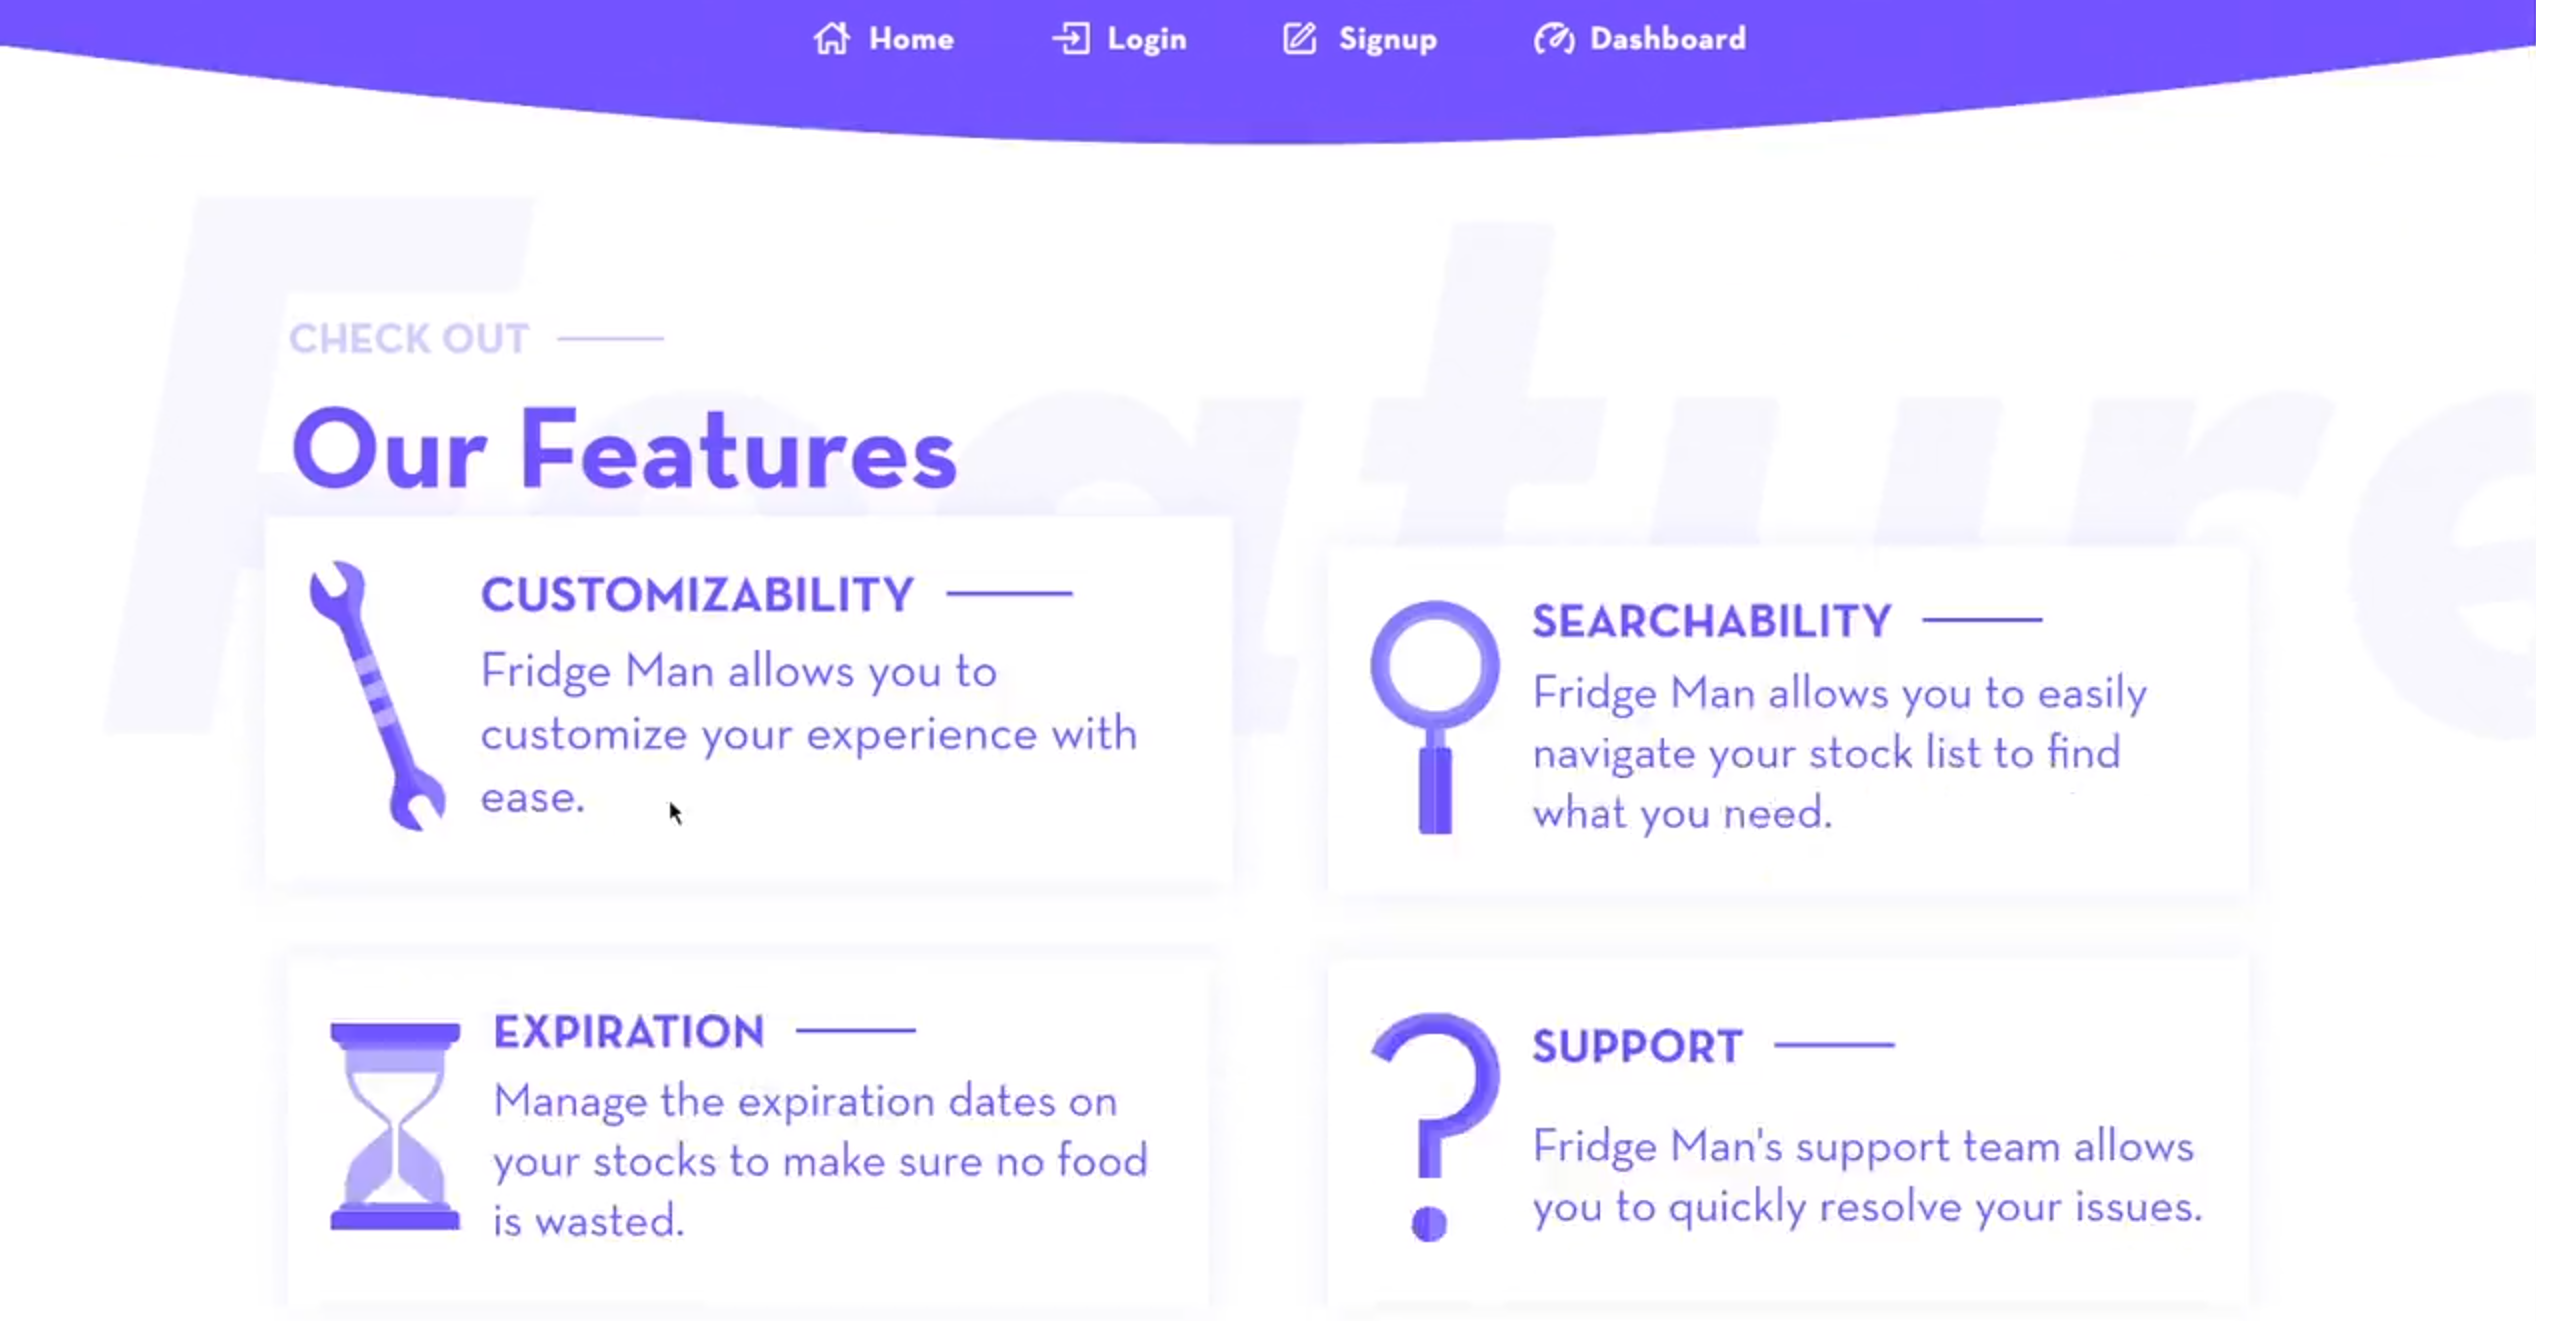 Home Login Signup Dashboard
Feature
CHECK OUT
Our Features
CUSTOMIZABILITY
Fridge Man allows you to
customize your experience with
ease.
SEARCHABILITY
Fridge Man allows you to easily
navigate your stock list to find
what you need.
EXPIRATION
Manage the expiration dates on
your stocks to make sure no food
is wasted.
SUPPORT
Fridge Man's support team allows
you to quickly resolve your issues.